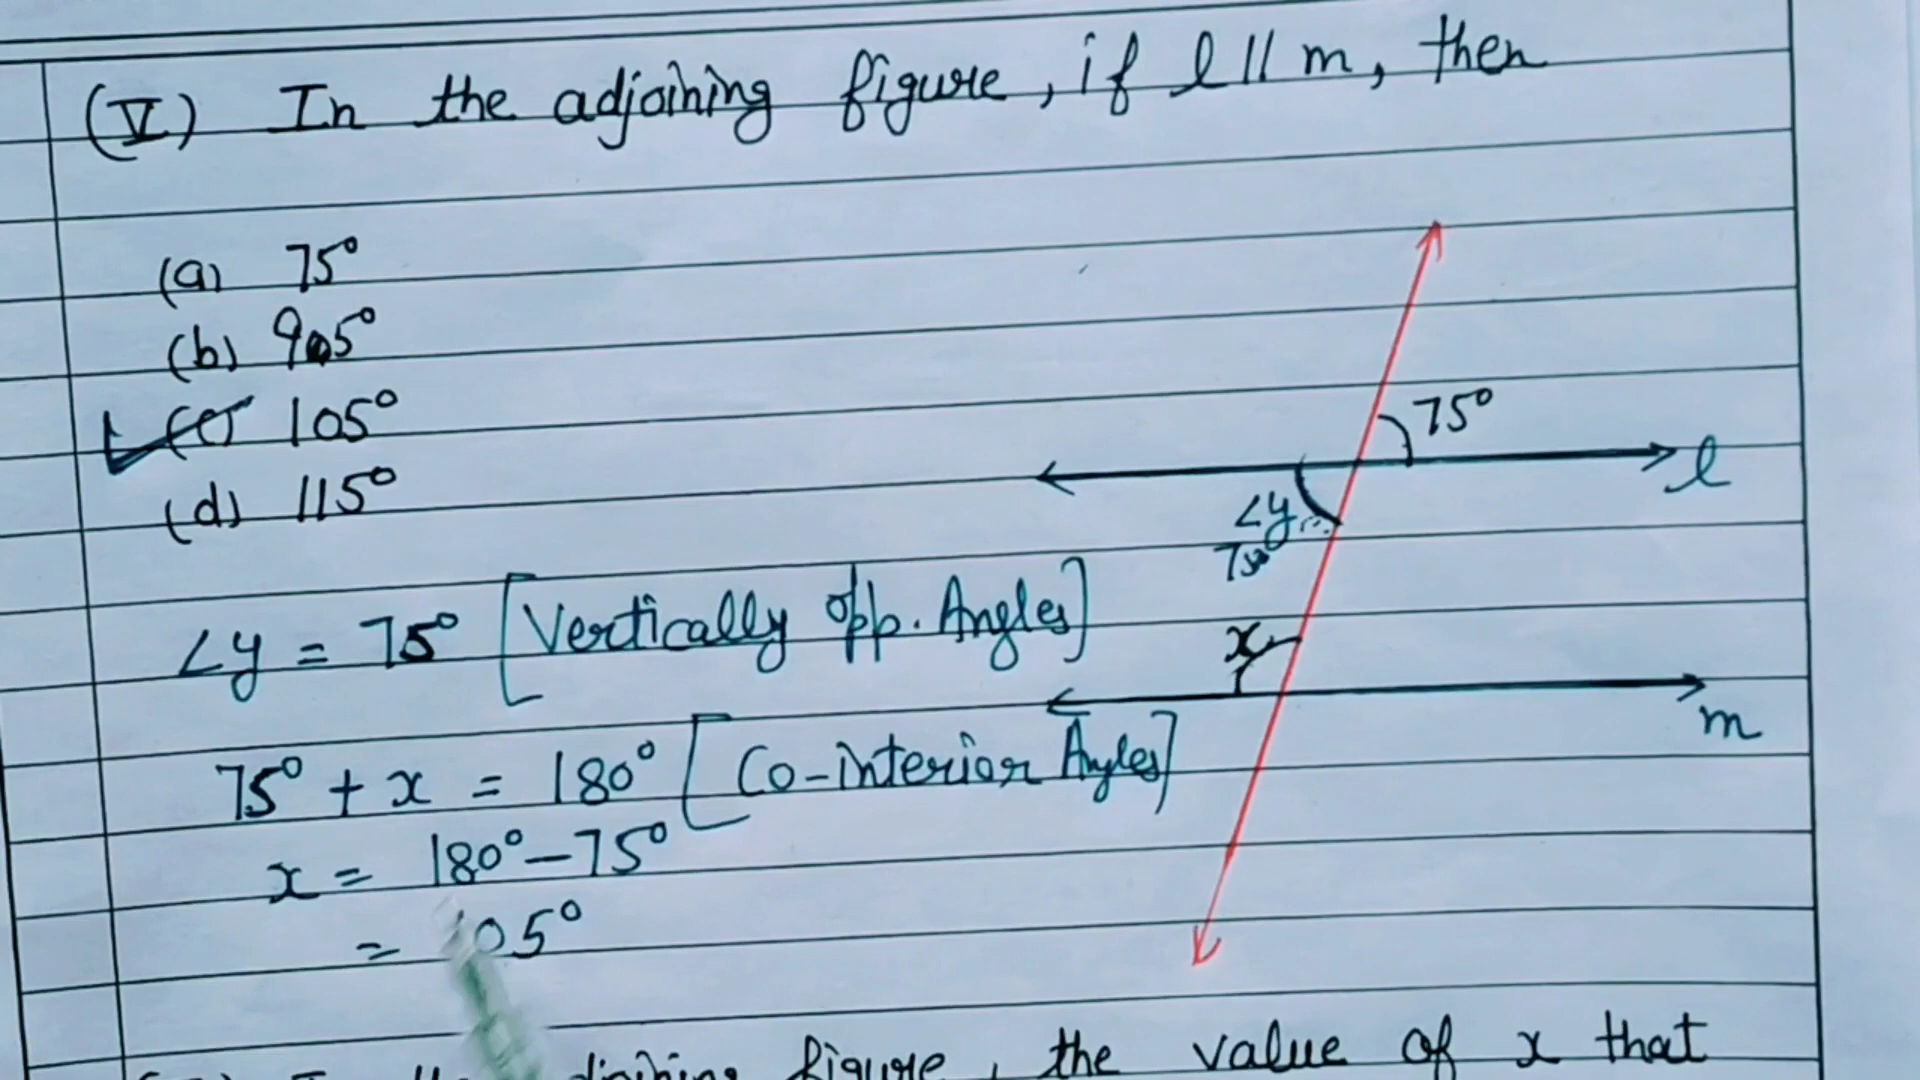 (V) In the adjoining figure, if l || m, then
(a) 75°
(b) 95°
(c) 105°
(d) 115°
75°
l
∠y
75°
x
m
∠y = 75° [Vertically opp. Angles]
75° + x = 180° [Co-interior Angles]
x = 180° – 75°
= 105°
figure, the value of x that